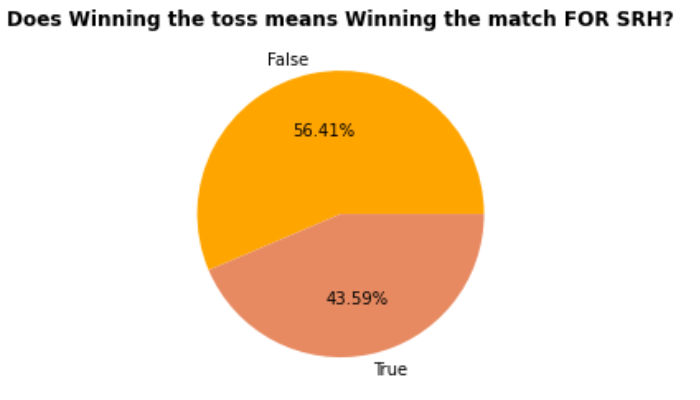 Does Winning the toss means Winning the match FOR SRH?
False
56.41%
43.59%
True